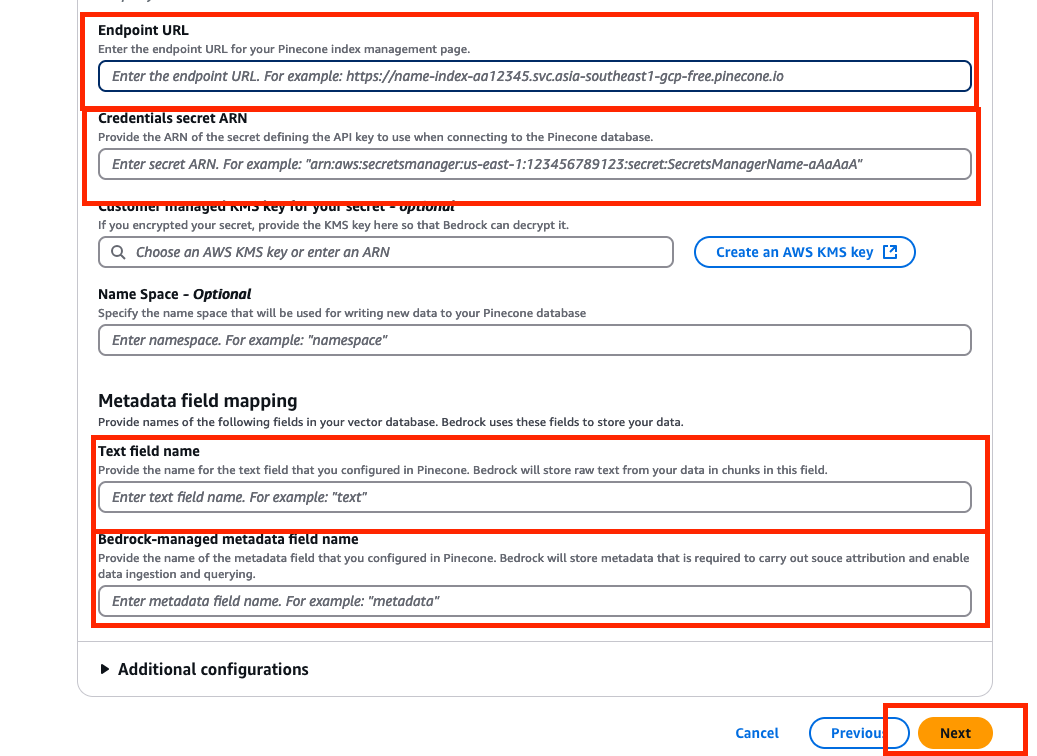 Endpoint URL
Enter the endpoint URL for your Pinecone index management page.
Enter the endpoint URL. For example: https://name-index-aa12345.svc.asia-southeast1-gcp-free.pinecone.io
Credentials secret ARN
Provide the ARN of the secret defining the API key to use when connecting to the Pinecone database.
Enter secret ARN. For example: "arn:aws:secretsmanager:us-east-1:123456789123:secret:SecretsManagerName-aAaAaA"
Customer managed KMS key for your secret - optional
If you encrypted your secret, provide the KMS key here so that Bedrock can decrypt it.
Choose an AWS KMS key or enter an ARN
Create an AWS KMS key
Name Space - Optional
Specify the name space that will be used for writing new data to your Pinecone database
Enter namespace. For example: "namespace"
Metadata field mapping
Provide names of the following fields in your vector database. Bedrock uses these fields to store your data.
Text field name
Provide the name for the text field that you configured in Pinecone. Bedrock will store raw text from your data in chunks in this field.
Enter text field name. For example: "text"
Bedrock-managed metadata field name
Provide the name of the metadata field that you configured in Pinecone. Bedrock will store metadata that is required to carry out souce attribution and enable
data ingestion and querying.
Enter metadata field name. For example: "metadata"
Additional configurations
Cancel
Previous
Next